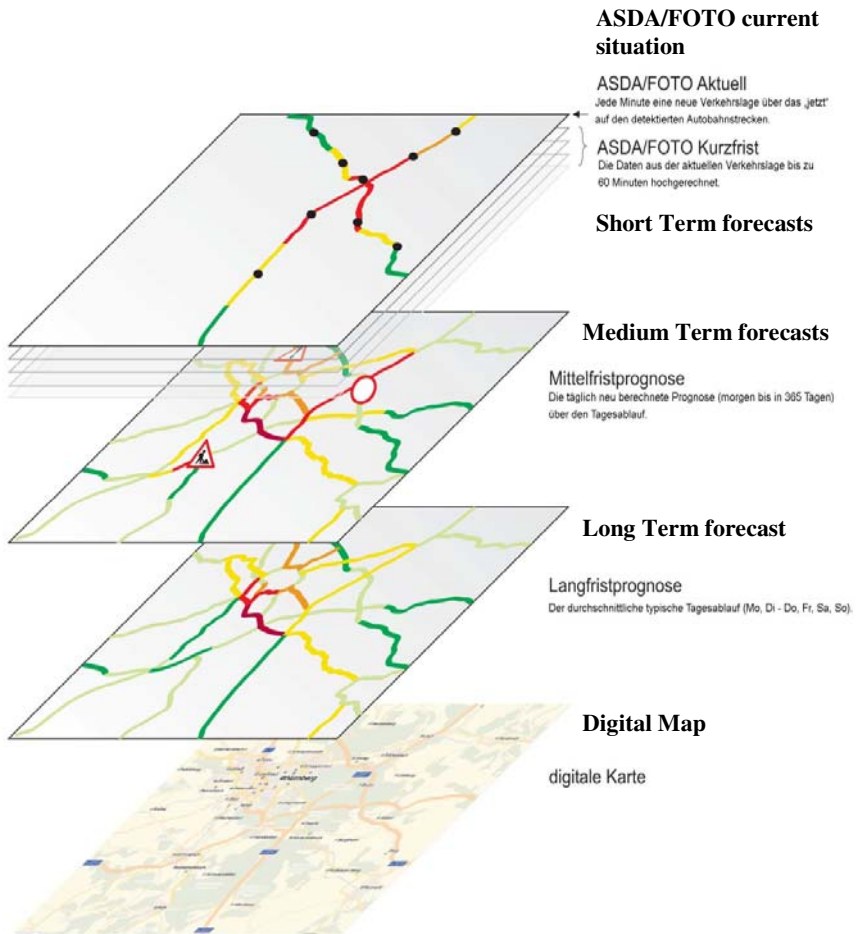 ASDA/FOTO current
situation
ASDA/FOTO Aktuell
Jede Minute eine neue Verkehrslage über das „jetzt"
auf den detektierten Autobahnstrecken.
ASDA/FOTO Kurzfrist
Die Daten aus der aktuellen Verkehrslage bis zu
60 Minuten hochgerechnet.
Short Term forecasts
Medium Term forecasts
Mittelfristprognose
Die täglich neu berechnete Prognose (morgen bis in 365 Tagen)
über den Tagesablauf.
Long Term forecast
Langfristprognose
Der durchschnittliche typische Tagesablauf (Mo, Di - Do, Fr, Sa, So).
Digital Map
digitale Karte